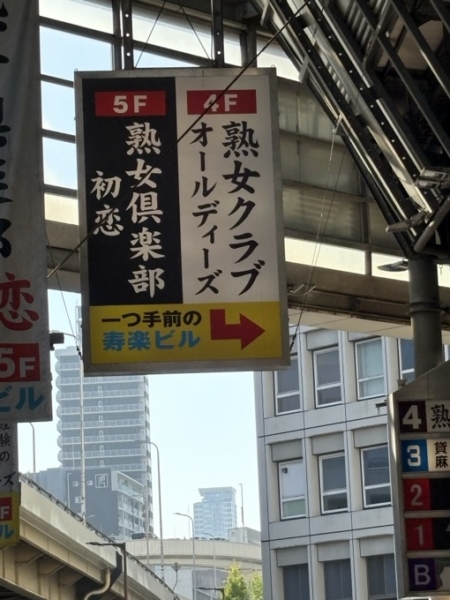 4F
熟女クラブ
オールディーズ
5F
熟女倶楽部
初恋
一つ手前の
寿楽ビル
恋
5F
ビル
4 熟
3 貸
麻
2
1
B